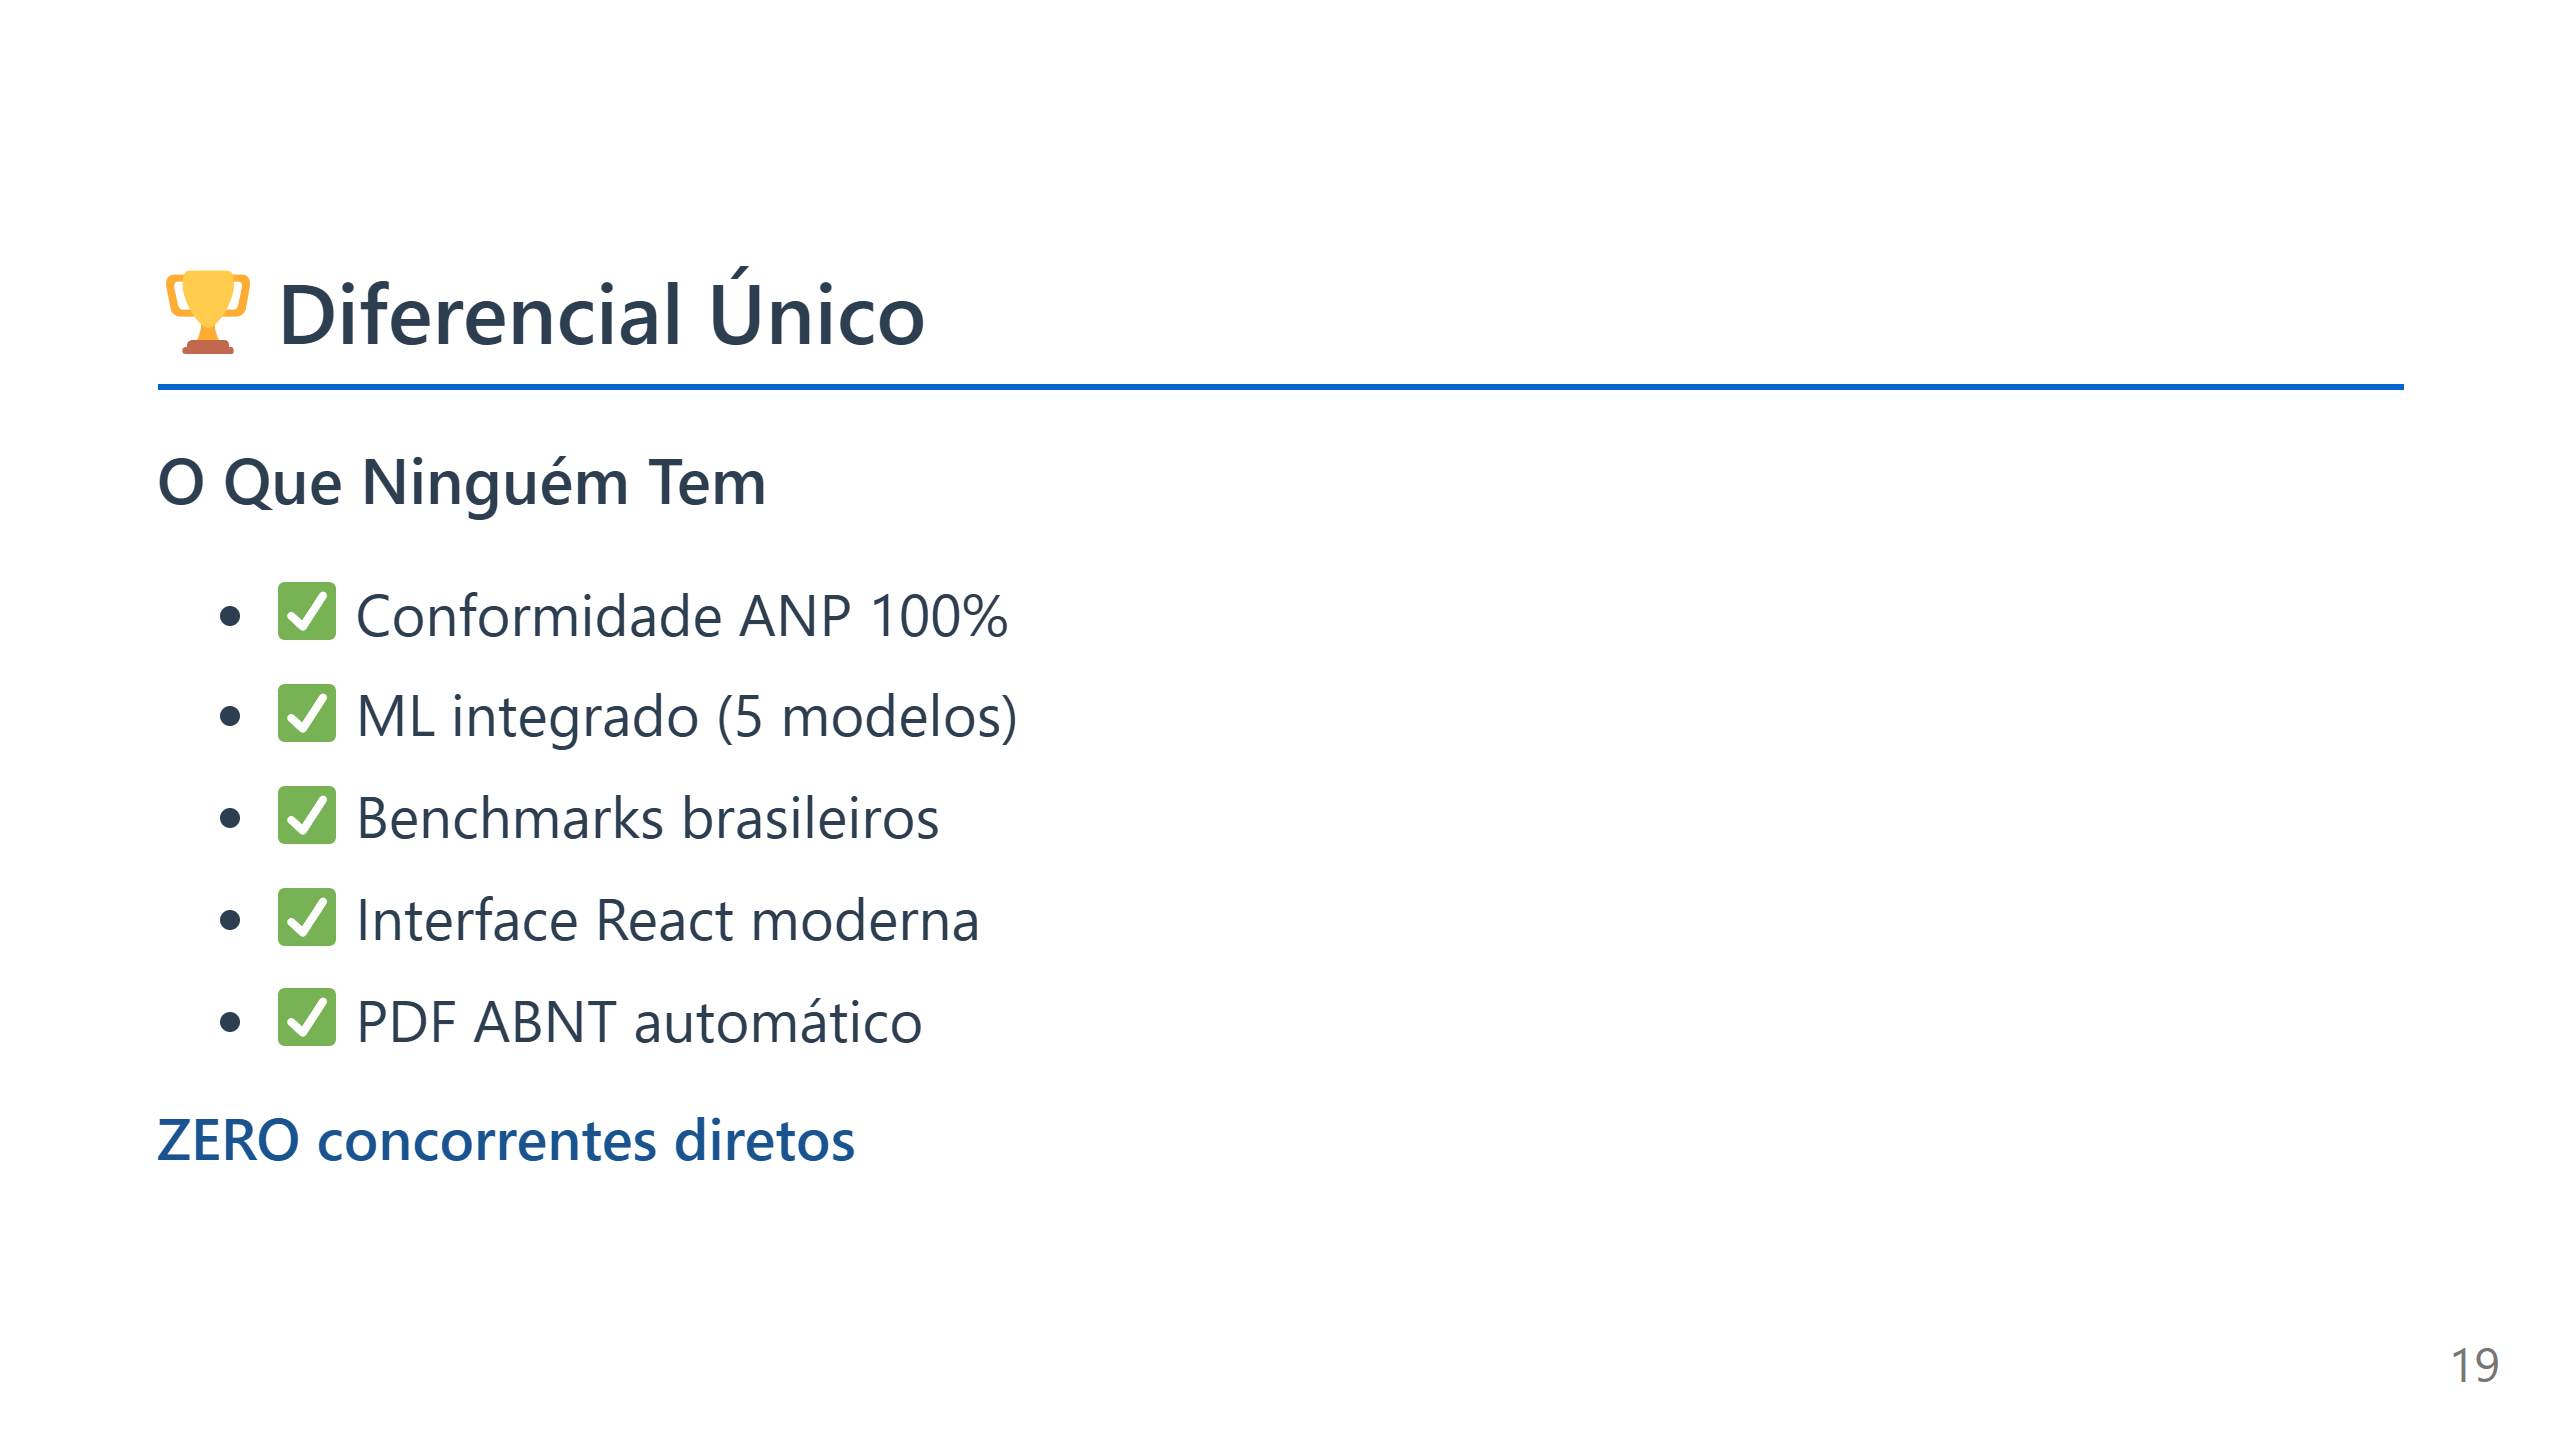 🏆 Diferencial Único
O Que Ninguém Tem
• ✅ Conformidade ANP 100%
• ✅ ML integrado (5 modelos)
• ✅ Benchmarks brasileiros
• ✅ Interface React moderna
• ✅ PDF ABNT automático
ZERO concorrentes diretos
19